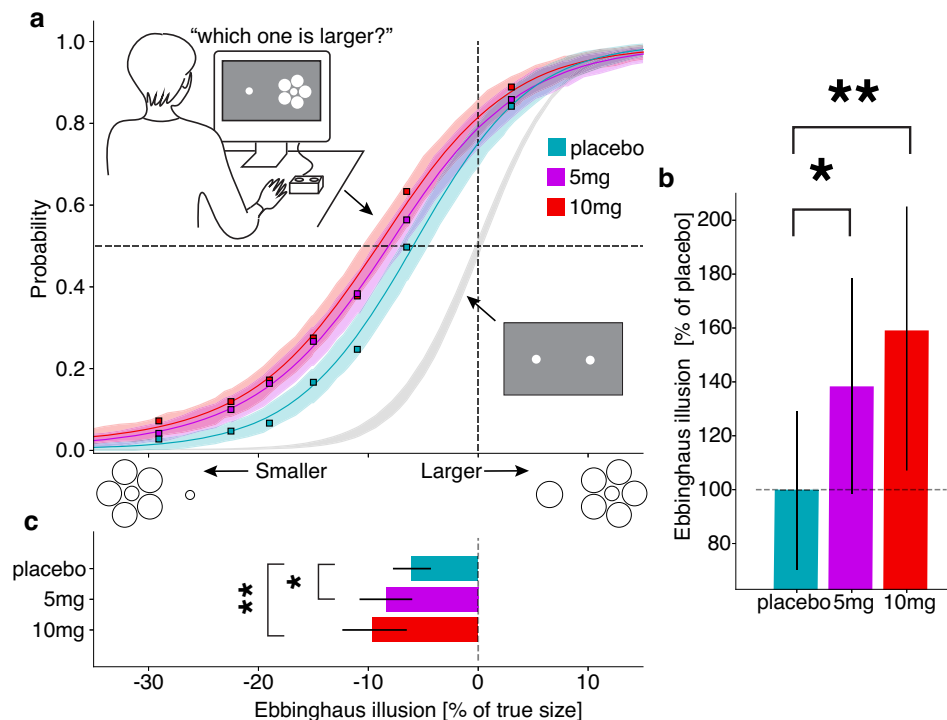 a
“which one is larger?”
1.0
0.8
0.6
0.4
0.2
0.0
Probability
placebo
5mg
10mg
Smaller
Larger
b
**
*
200
180
160
140
120
100
80
Ebbinghaus illusion [% of placebo]
placebo 5mg 10mg
c
placebo
5mg
10mg
**
*
-30 -20 -10 0 10
Ebbinghaus illusion [% of true size]